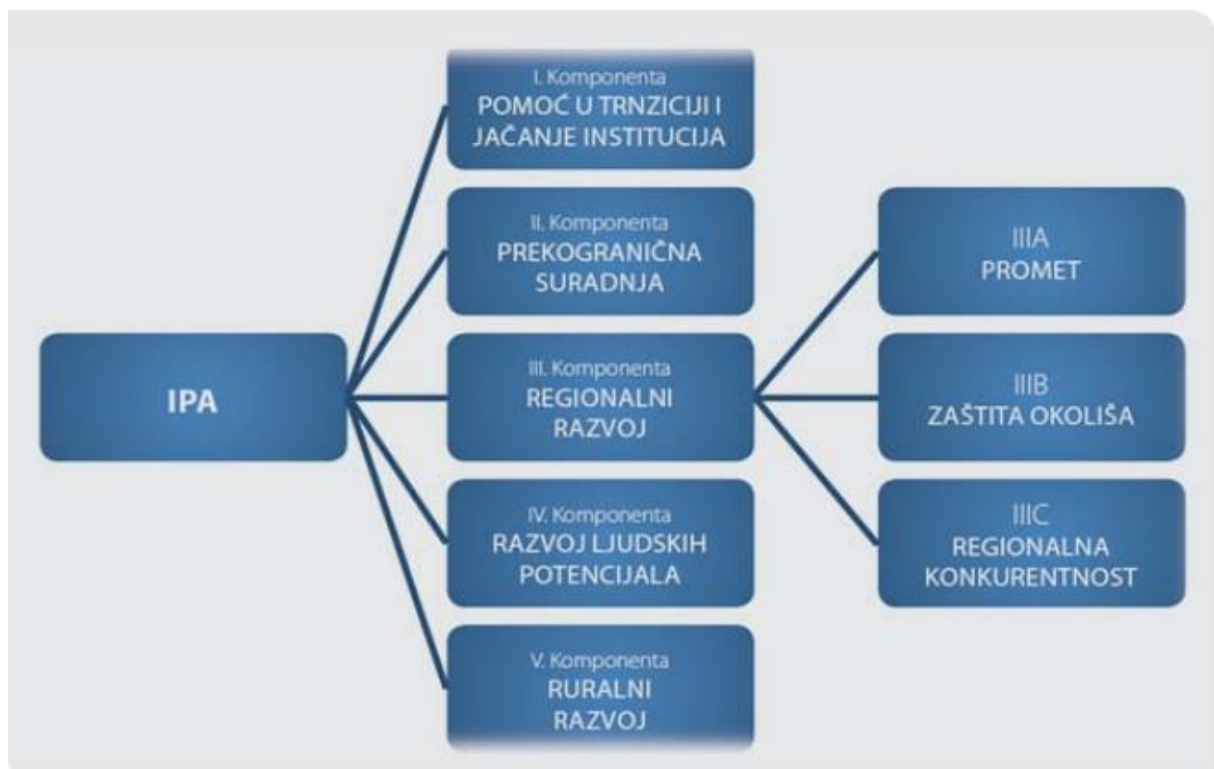 IPA
I. Komponenta
POMOĆ U TRNZICIJI I
JAČANJE INSTITUCIJA
II. Komponenta
PREKOGRANIČNA
SURADNJA
III. Komponenta
REGIONALNI
RAZVOJ
IV. Komponenta
RAZVOJ LJUDSKIH
POTENCIJALA
V. Komponenta
RURALNI
RAZVOJ
IIIA
PROMET
IIIB
ZAŠTITA OKOLIŠA
IIIC
REGIONALNA
KONKURENTNOST